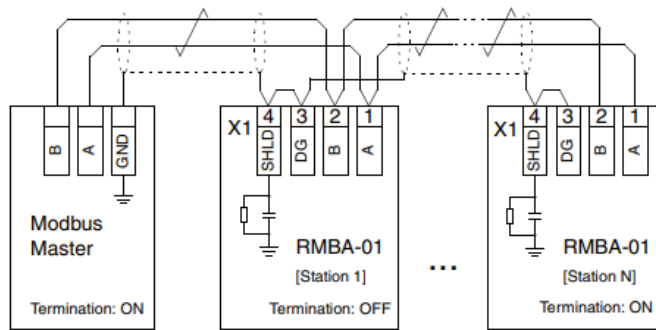 X1
4 3 2 1
X1
4 3 2 1
B A GND
SHLD DG B A
SHLD DG B A
Modbus
Master
RMBA-01
[Station 1]
...
RMBA-01
[Station N]
Termination: ON
Termination: OFF
Termination: ON